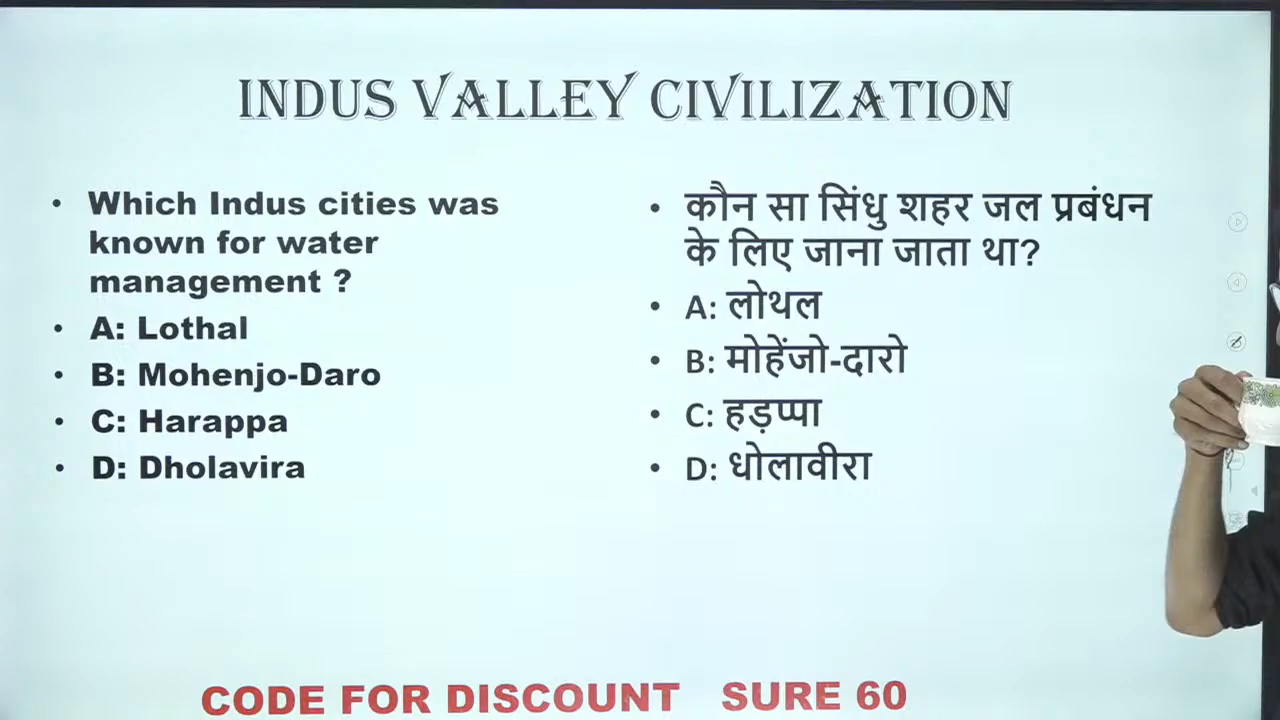 INDUS VALLEY CIVILIZATION
• Which Indus cities was
known for water
management ?
• A: Lothal
• B: Mohenjo-Daro
• C: Harappa
• D: Dholavira
• कौन सा सिंधु शहर जल प्रबंधन
के लिए जाना जाता था?
• A: लोथल
• B: मोहेंजो-दारो
• C: हड़प्पा
• D: धोलावीरा
CODE FOR DISCOUNT SURE 60